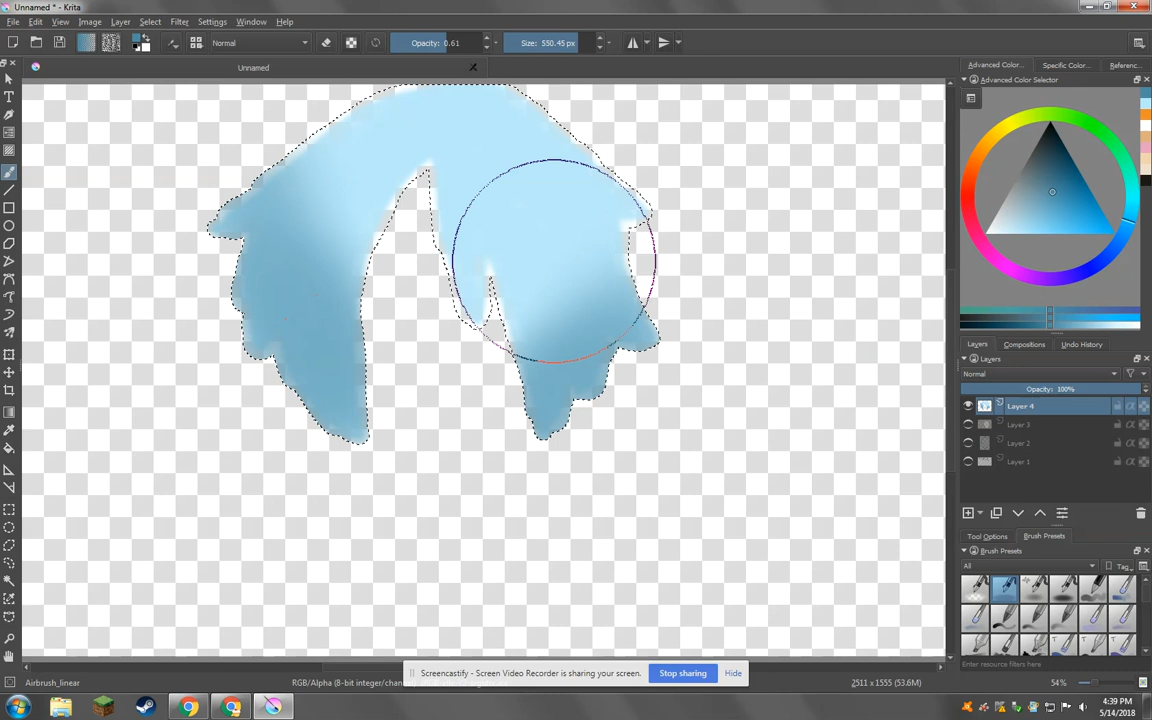 Unnamed * - Krita
File Edit View Image Layer Select Filter Settings Window Help
Normal Opacity: 0.61 Size: 550.45 px
Unnamed
Advanced Color... Specific Color... Referenc...
Advanced Color Selector
Layers Compositions Undo History
Layers
Normal
Opacity: 100%
Layer 4
Layer 3
Layer 2
Layer 1
Tool Options Brush Presets
Brush Presets
All Tag
Enter resource filters here
Screencastify - Screen Video Recorder is sharing your screen. Stop sharing Hide
Airbrush_linear RGB/Alpha (8-bit integer/chann 2511 x 1555 (53.6M) 54%
4:39 PM
5/14/2018